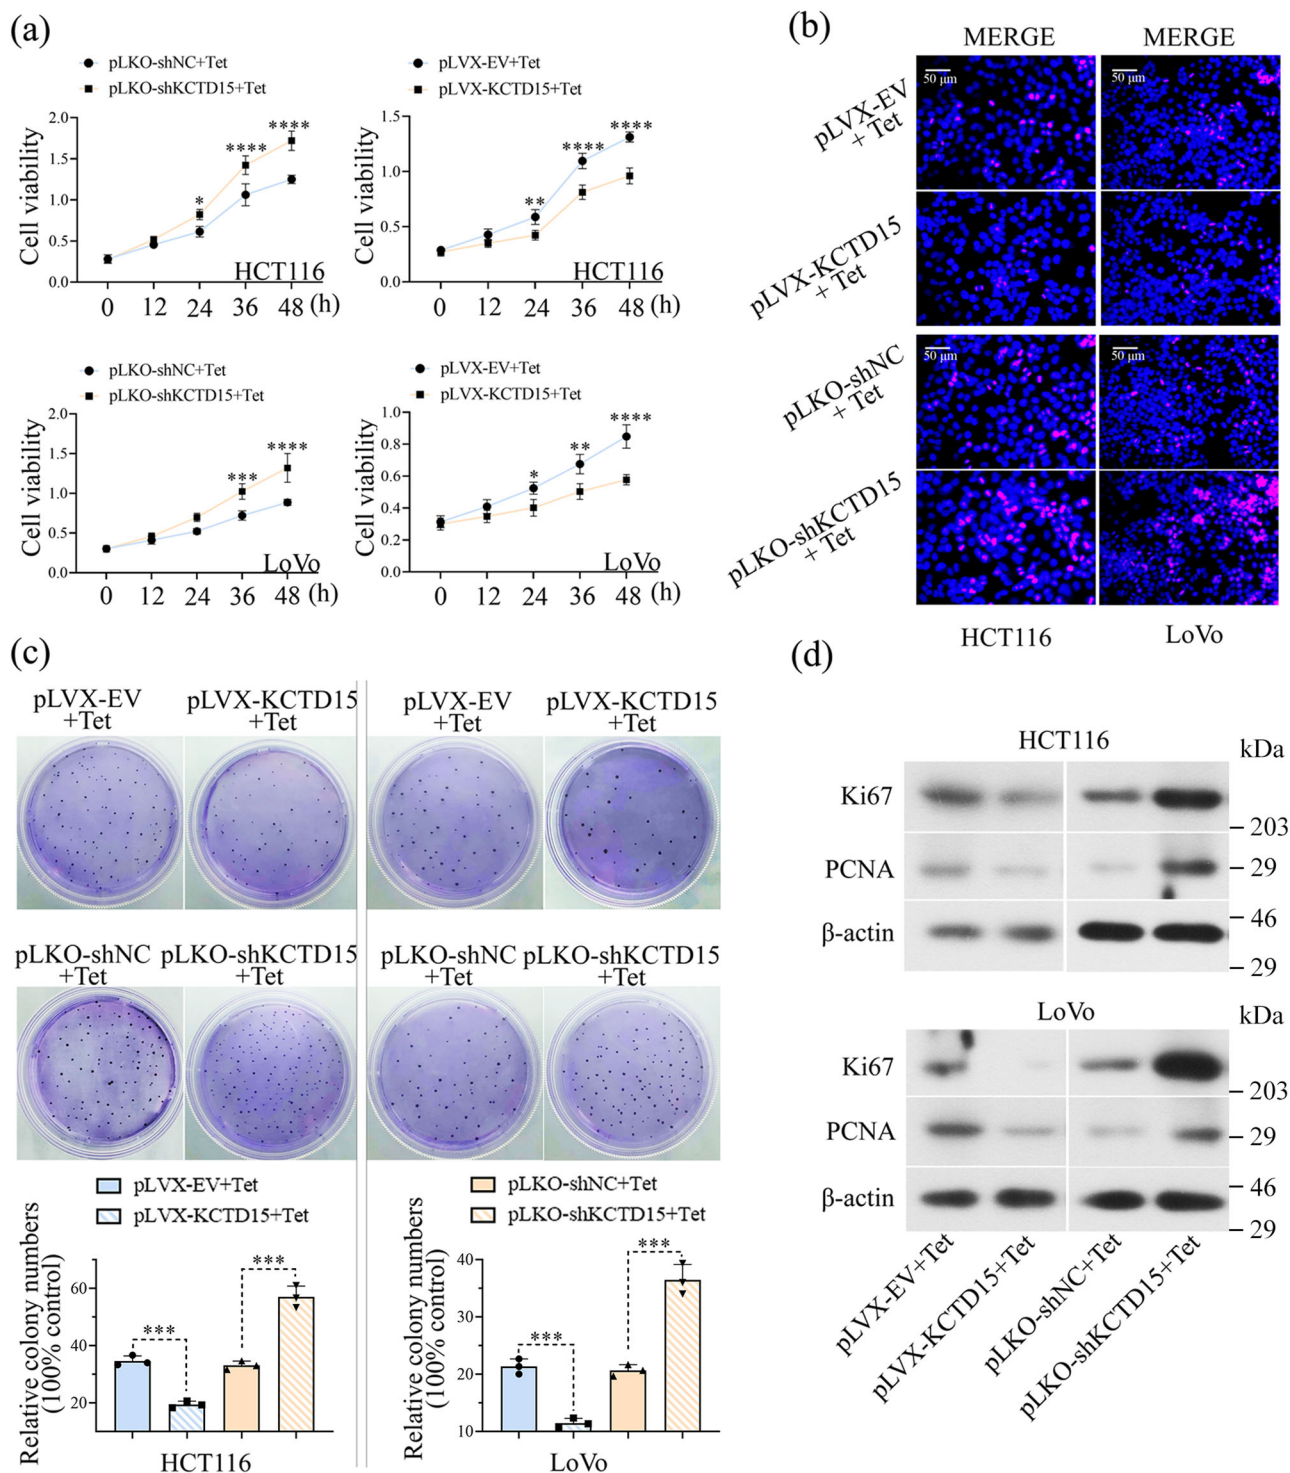 (a)
pLKO-shNC+Tet
pLKO-shKCTD15+Tet
Cell viability
2.0
1.5
1.0
0.5
0.0
*
****
****
HCT116
0 12 24 36 48 (h)
pLVX-EV+Tet
pLVX-KCTD15+Tet
Cell viability
1.5
1.0
0.5
0.0
**
****
****
HCT116
0 12 24 36 48 (h)
pLKO-shNC+Tet
pLKO-shKCTD15+Tet
Cell viability
2.0
1.5
1.0
0.5
0.0
***
****
LoVo
0 12 24 36 48 (h)
pLVX-EV+Tet
pLVX-KCTD15+Tet
Cell viability
1.0
0.8
0.6
0.4
0.2
0.0
*
**
****
LoVo
0 12 24 36 48 (h)
(b)
MERGE MERGE
50 μm 50 μm
pLVX-EV
+ Tet
pLVX-KCTD15
+ Tet
50 μm 50 μm
pLKO-shNC
+ Tet
pLKO-shKCTD15
+ Tet
HCT116 LoVo
(c)
pLVX-EV
+Tet
pLVX-KCTD15
+Tet
pLVX-EV
+Tet
pLVX-KCTD15
+Tet
pLKO-shNC
+Tet
pLKO-shKCTD15
+Tet
pLKO-shNC
+Tet
pLKO-shKCTD15
+Tet
pLVX-EV+Tet
pLVX-KCTD15+Tet
pLKO-shNC+Tet
pLKO-shKCTD15+Tet
Relative colony numbers
(100% control)
60
40
20
***
***
HCT116
Relative colony numbers
(100% control)
40
30
20
10
***
***
LoVo
(d)
HCT116 kDa
Ki67
203
PCNA 29
46
β-actin
29
LoVo kDa
Ki67
203
PCNA 29
46
β-actin
29
pLVX-EV+Tet
pLVX-KCTD15+Tet
pLKO-shNC+Tet
pLKO-shKCTD15+Tet